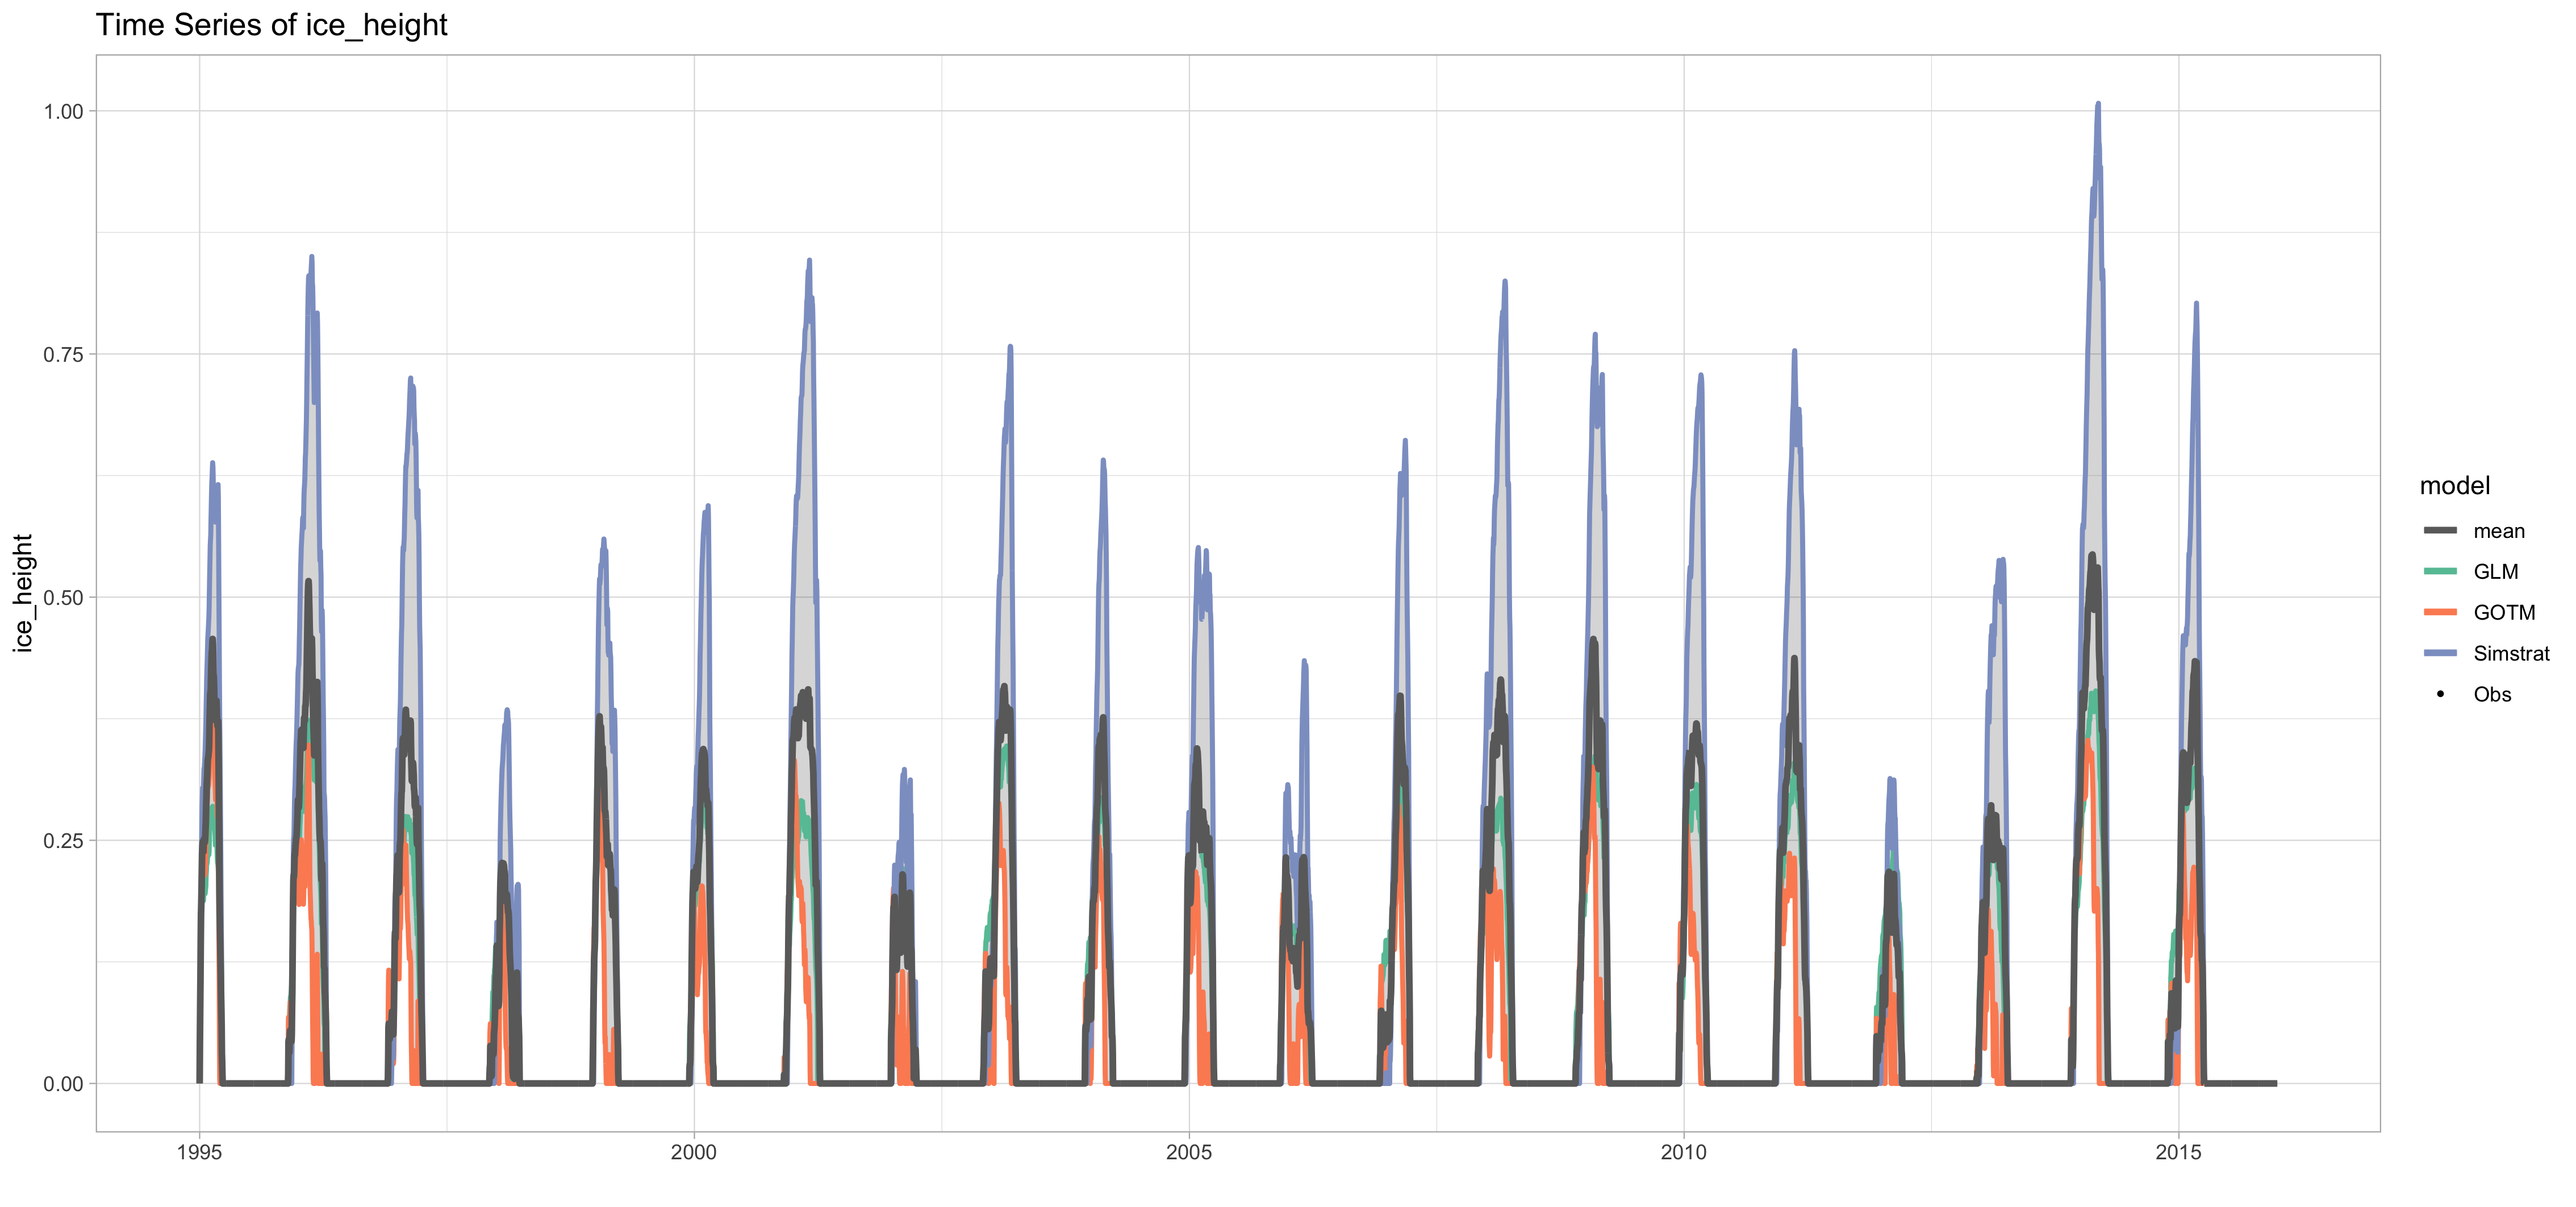 Time Series of ice_height
1.00
0.75
0.50
0.25
0.00
ice_height
1995
2000
2005
2010
2015
model
mean
GLM
GOTM
Simstrat
Obs